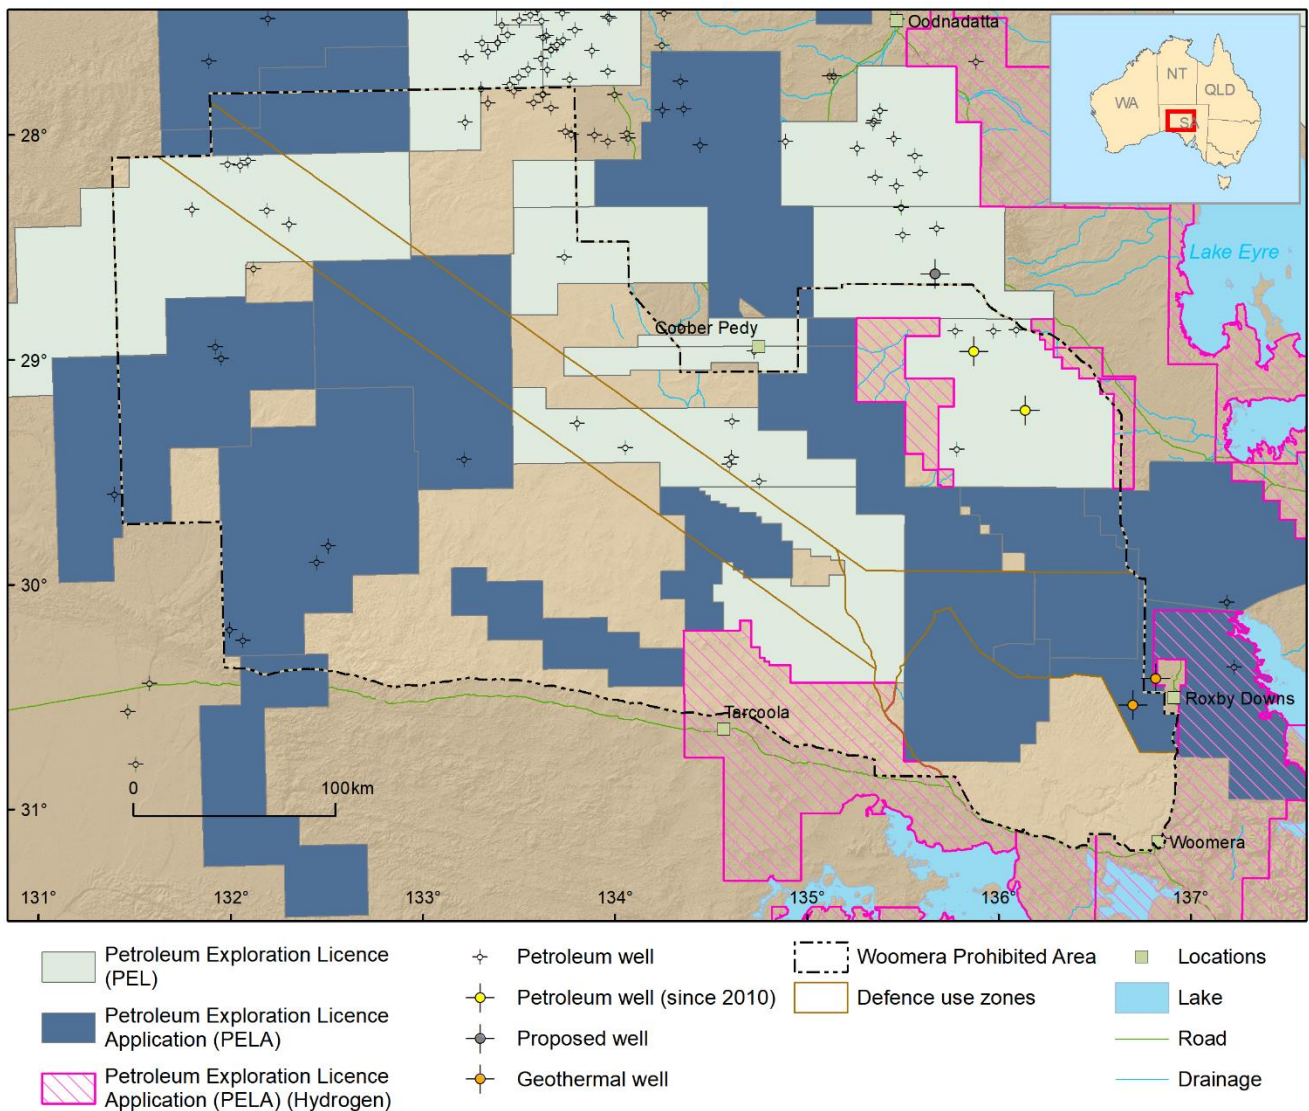 Oodnadatta
NT
WA
QLD
SA
28°
Lake Eyre
Coober Pedy
29°
30°
Roxby Downs
Tarcoola
0
100km
31°
Woomera
131°
132°
133°
134°
135°
136°
137°
Petroleum Exploration Licence
(PEL)
Petroleum Exploration Licence
Application (PELA)
Petroleum Exploration Licence
Application (PELA) (Hydrogen)
Petroleum well
Petroleum well (since 2010)
Proposed well
Geothermal well
Woomera Prohibited Area
Defence use zones
Locations
Lake
Road
Drainage